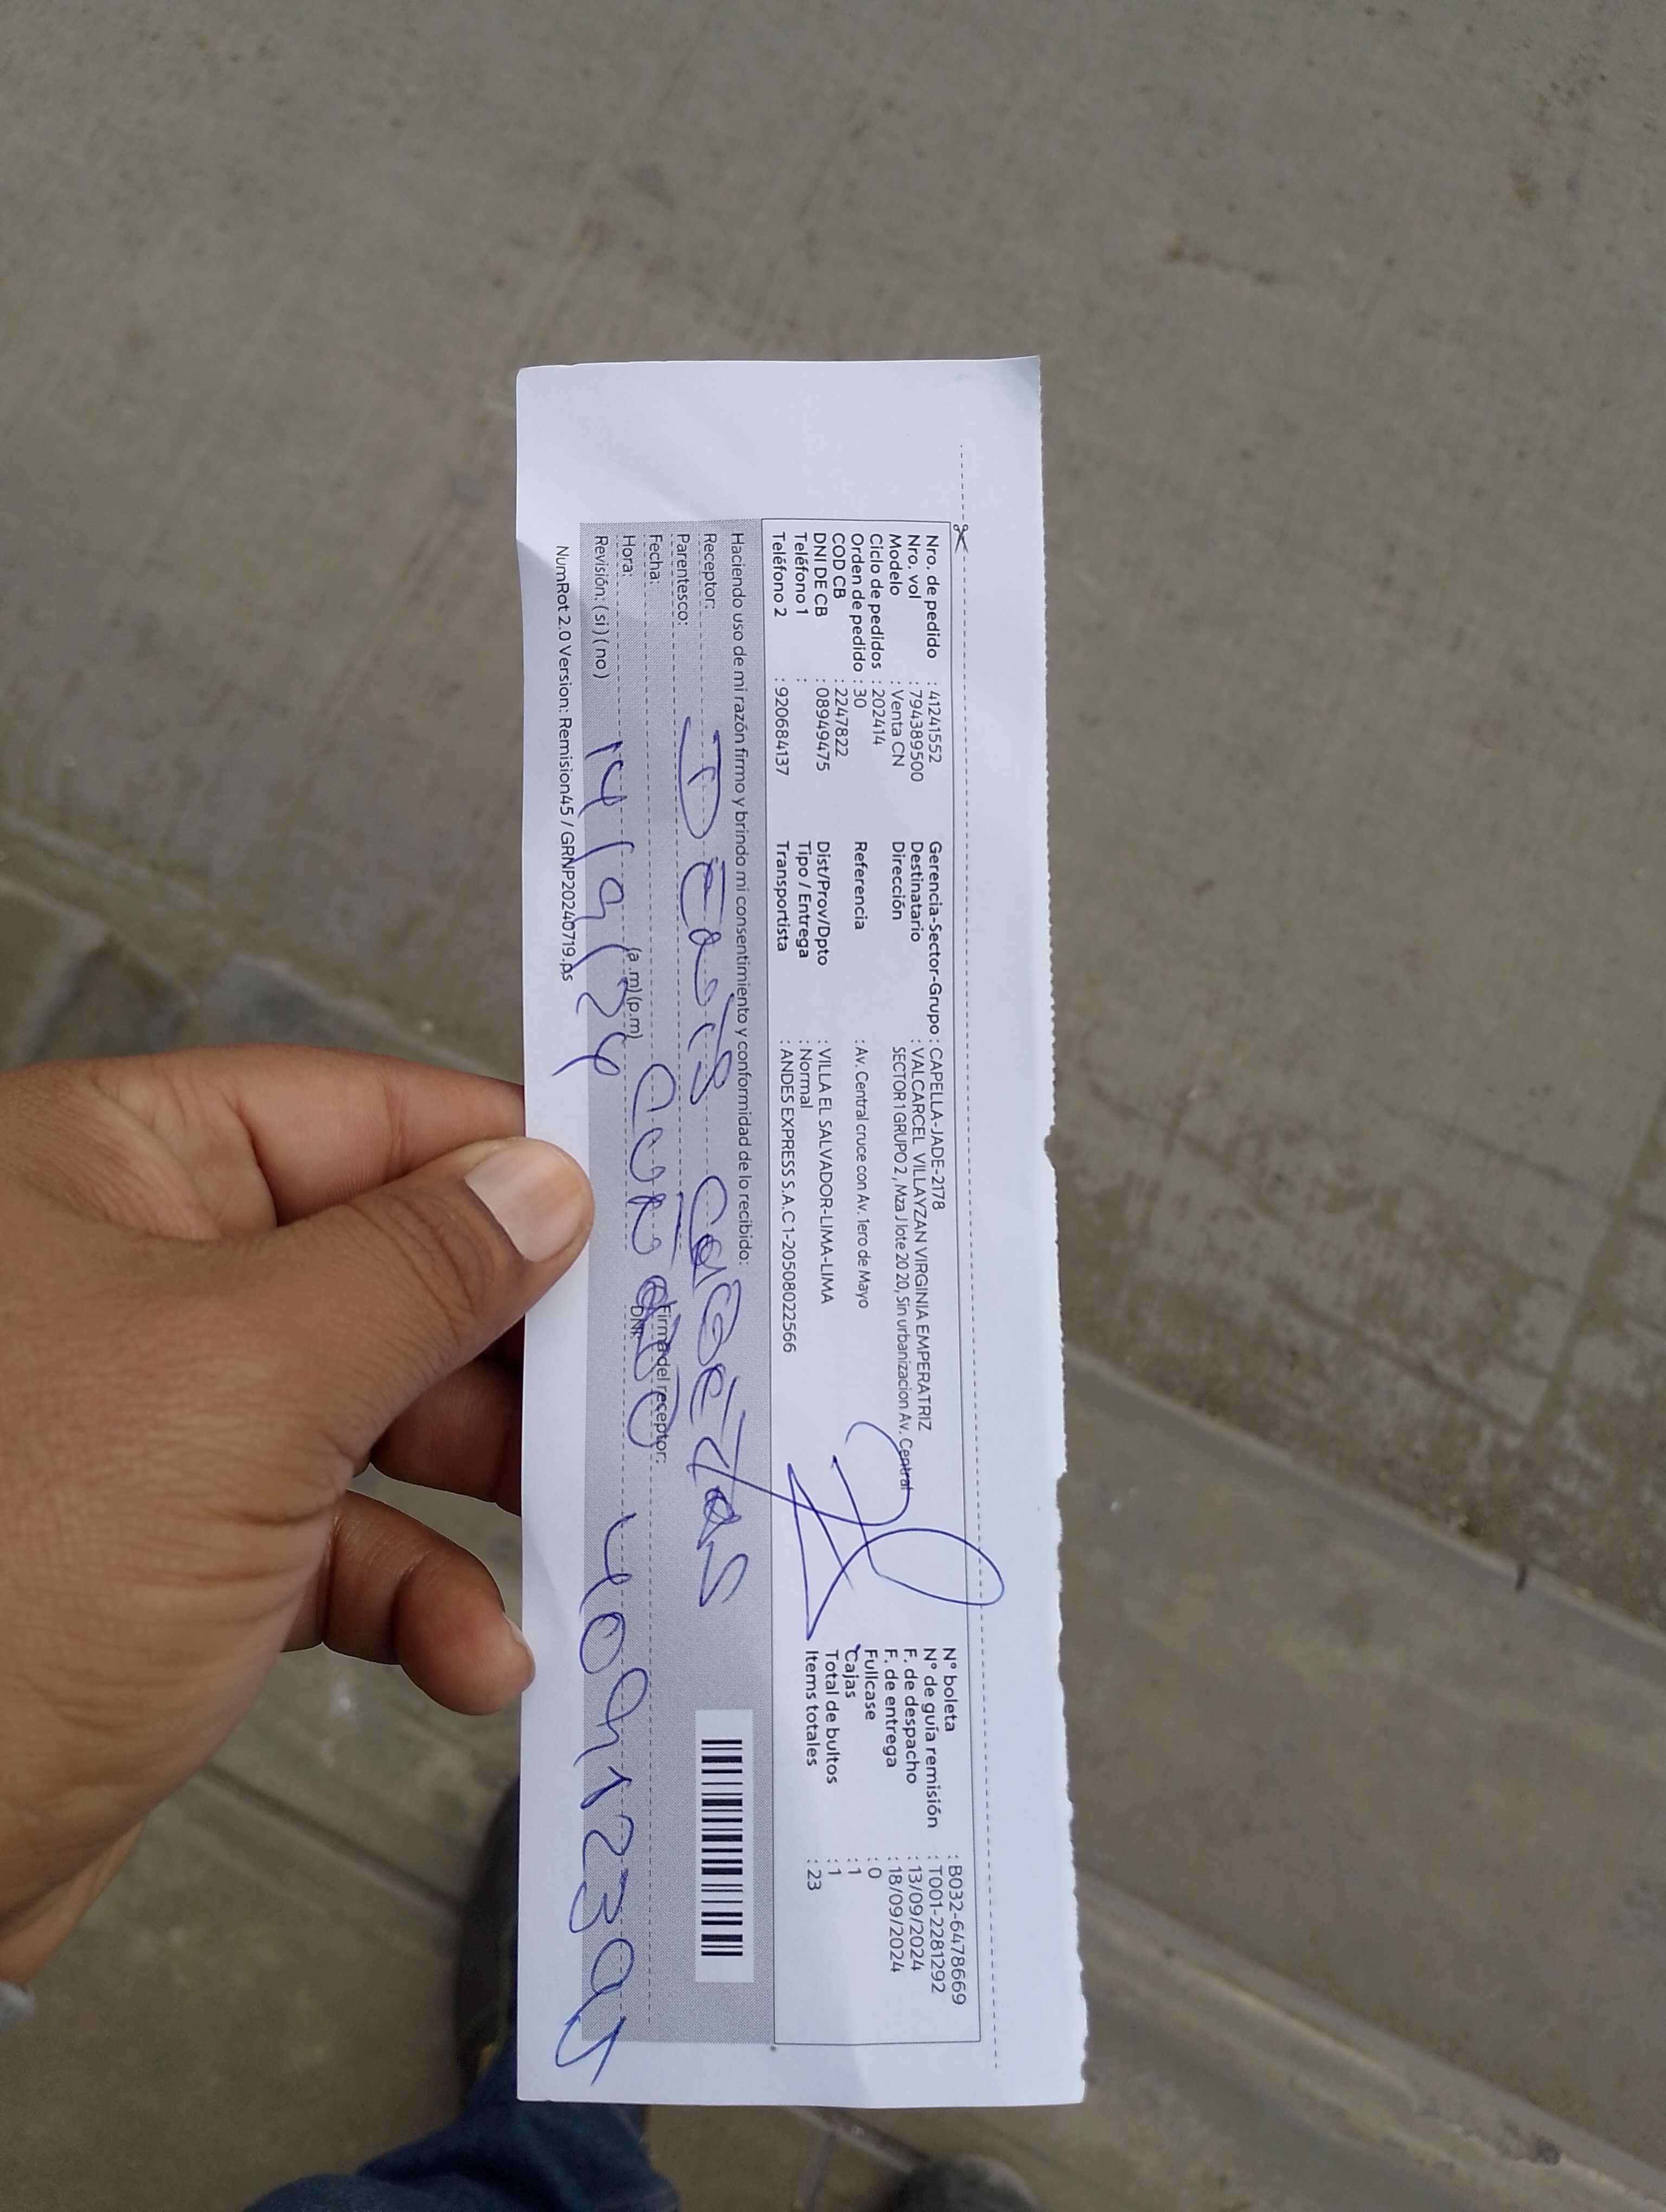 Nro. de pedido : 41241552
Nro. vol : 794389500
Modelo : Venta CN
Ciclo de pedidos : 202414
Orden de pedido : 30
COD CB : 2247822
DNI DE CB : 08949475
Teléfono 1 :
Teléfono 2 : 920684137
Gerencia-Sector-Grupo : CAPELLA-JADE-2178
Destinatario : VALCARCEL VILLAYZAN VIRGINIA EMPERATRIZ
Dirección SECTOR 1 GRUPO 2 , Mza J lote 20 20, Sin urbanizacion Av. Central
Referencia : Av. Central cruce con Av. 1ero de Mayo
Dist/Prov/Dpto : VILLA EL SALVADOR-LIMA-LIMA
Tipo / Entrega : Normal
Transportista : ANDES EXPRESS S.A.C 1-20508022566
N° boleta : B032-6478669
N° de guía remisión : T001-2281292
F. de despacho : 13/09/2024
F. de entrega : 18/09/2024
Fullcase : 0
Cajas : 1
Total de bultos : 1
Items totales : 23
Haciendo uso de mi razón firmo y brindo mi consentimiento y conformidad de lo recibido:
Receptor:
Parentesco:
Fecha: Firma del receptor:
Cuñado
Hora: (a.m)(p.m) DNI:
Revisión: ( si ) ( no ) 14/9/24
NumRot 2.0 Version: Remision45 / GRNP20240719.ps